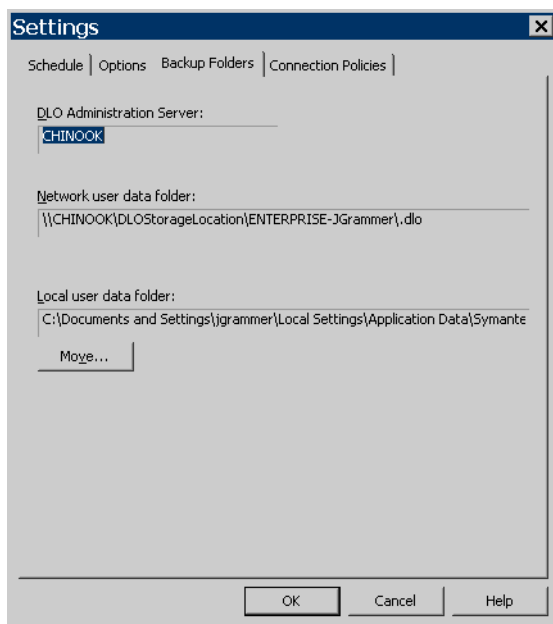 Settings
Schedule Options Backup Folders Connection Policies
DLO Administration Server:
CHINOOK
Network user data folder:
\\CHINOOK\DLOStorageLocation\ENTERPRISE-JGrammer\.dlo
Local user data folder:
C:\Documents and Settings\jgrammer\Local Settings\Application Data\Symante
Move...
OK Cancel Help